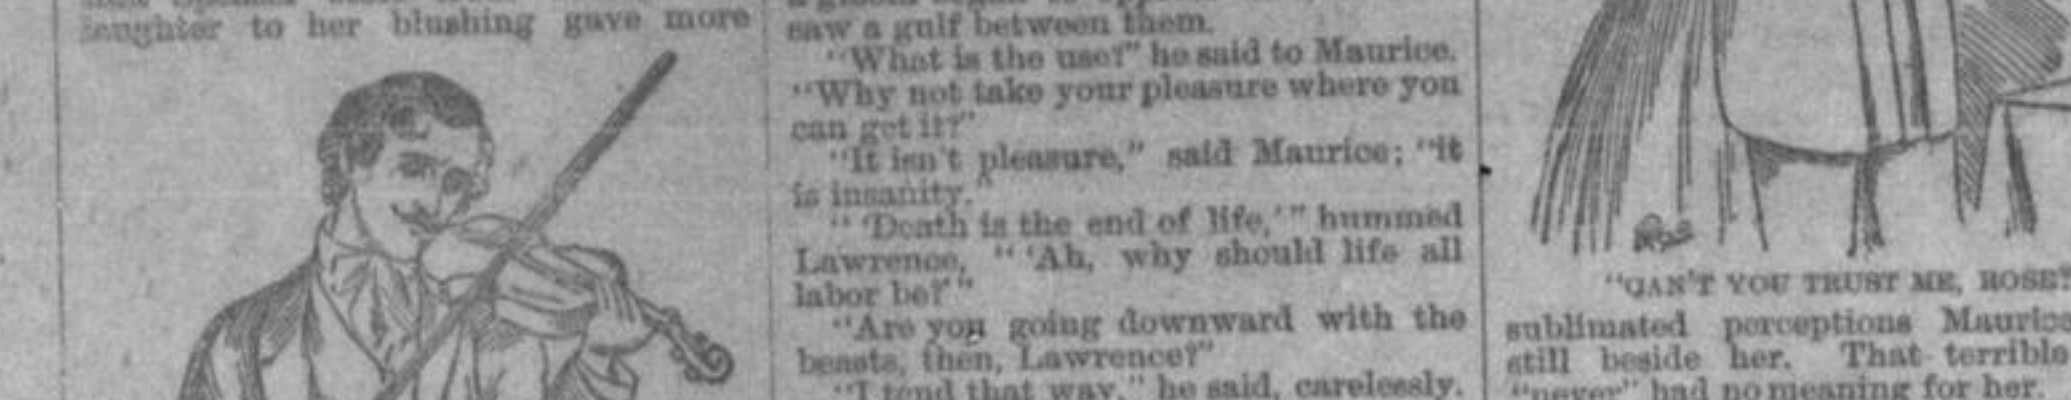 laughter to her blushing gave more
saw a gulf between them.
"What is the use?" he said to Maurice.
"Why not take your pleasure where you
can get it?"
"It isn't pleasure," said Maurice; "it
is insanity."
"'Death is the end of life,'" hummed
Lawrence, "'Ah, why should life all
labor be?'"
"Are you going downward with the
beasts, then, Lawrence?"
"I tend that way," he said, carelessly.
"CAN'T YOU TRUST ME, ROSE?
sublimated perceptions Maurice
still beside her. That terrible
"never" had no meaning for her.